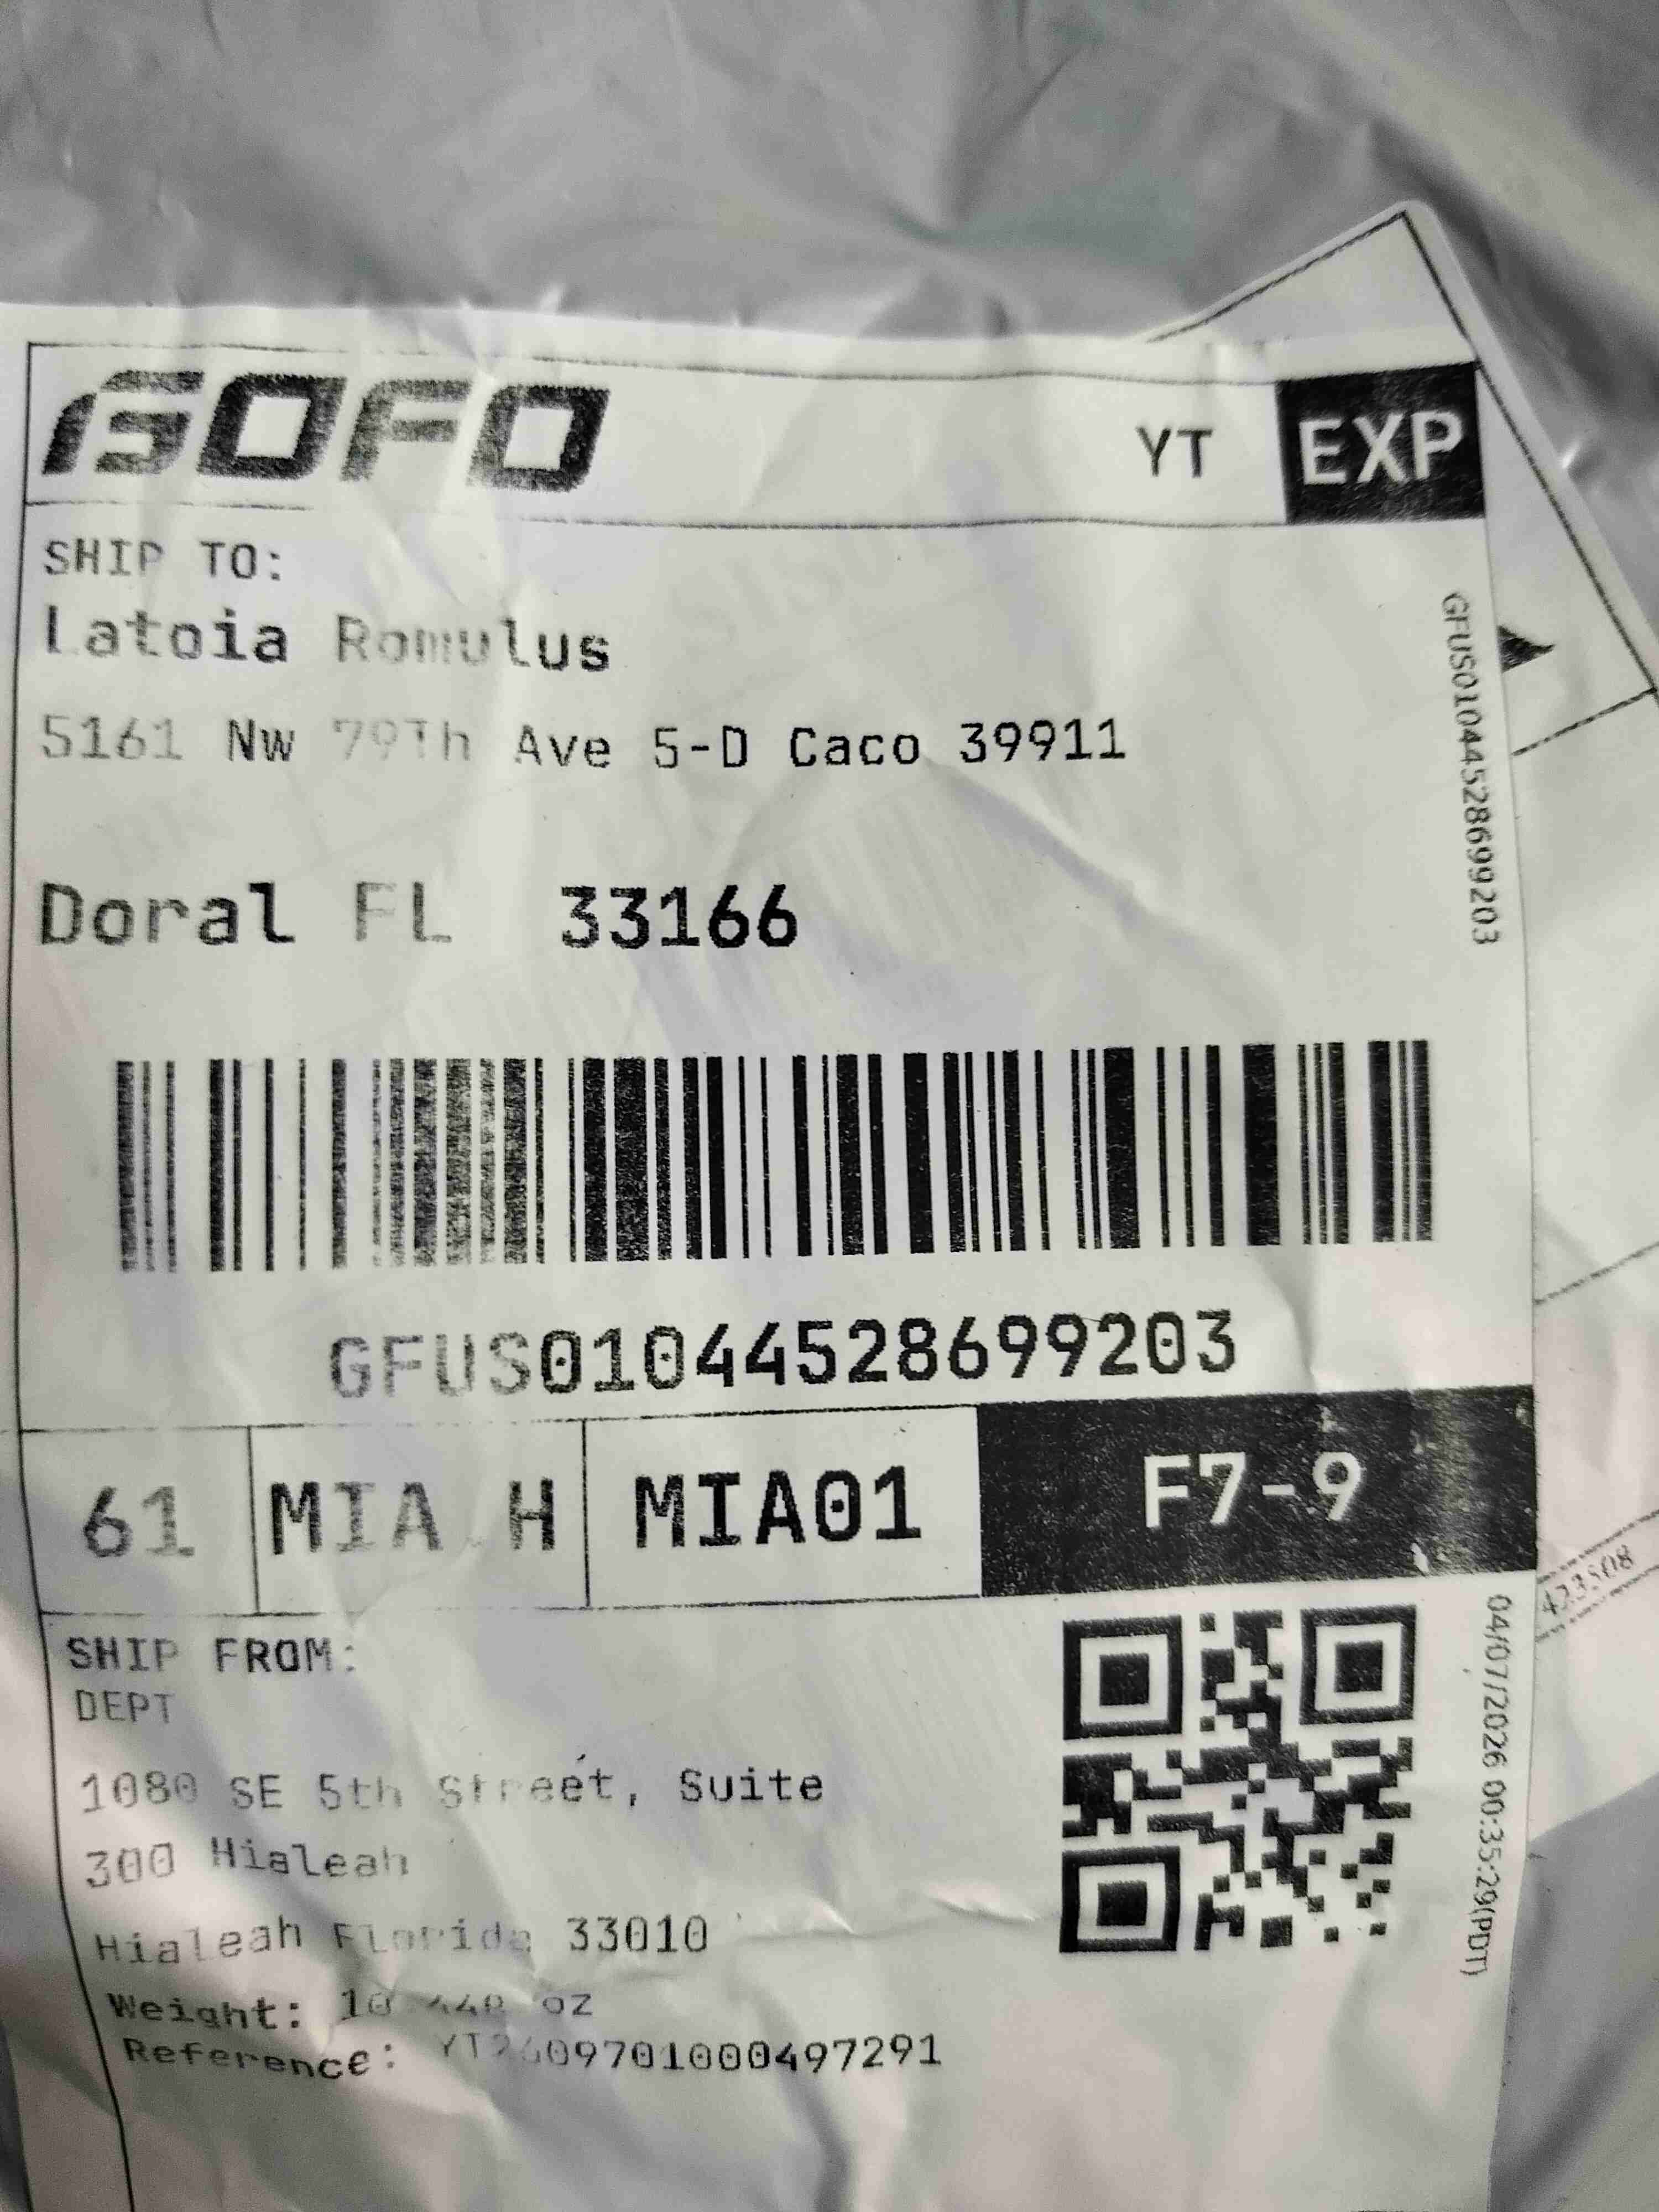 GOFO
YT EXP
SHIP TO:
Latoia Romulus
5161 Nw 79Th Ave 5-D Caco 39911
Doral FL 33166
GFUS01044528699203
GFUS01044528699203
61 MIA H MIA01 F7-9
SHIP FROM:
DEPT
1080 SE 5th Street, Suite
300 Hialeah
Hialeah Florida 33010
Weight: oz
Reference: YT2609701000497291
04/07/2026 00:35:29(PDT)